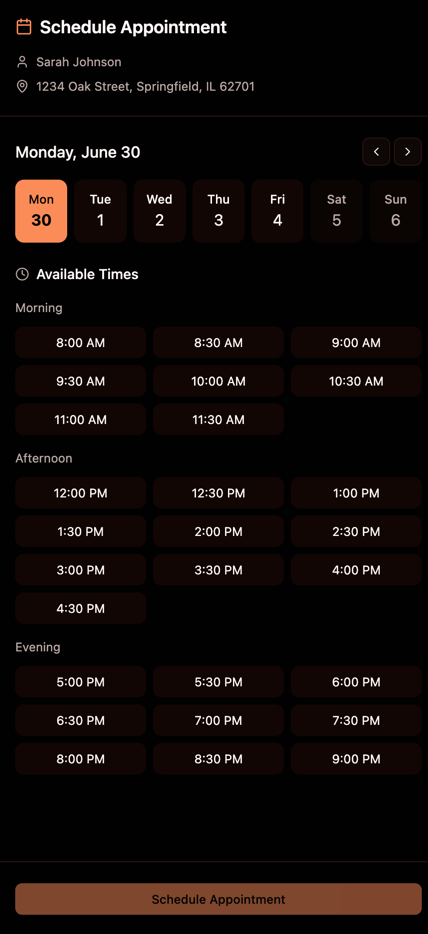 Schedule Appointment
Sarah Johnson
1234 Oak Street, Springfield, IL 62701
Monday, June 30
Mon Tue Wed Thu Fri Sat Sun
30 1 2 3 4 5 6
Available Times
Morning
8:00 AM 8:30 AM 9:00 AM
9:30 AM 10:00 AM 10:30 AM
11:00 AM 11:30 AM
Afternoon
12:00 PM 12:30 PM 1:00 PM
1:30 PM 2:00 PM 2:30 PM
3:00 PM 3:30 PM 4:00 PM
4:30 PM
Evening
5:00 PM 5:30 PM 6:00 PM
6:30 PM 7:00 PM 7:30 PM
8:00 PM 8:30 PM 9:00 PM
Schedule Appointment